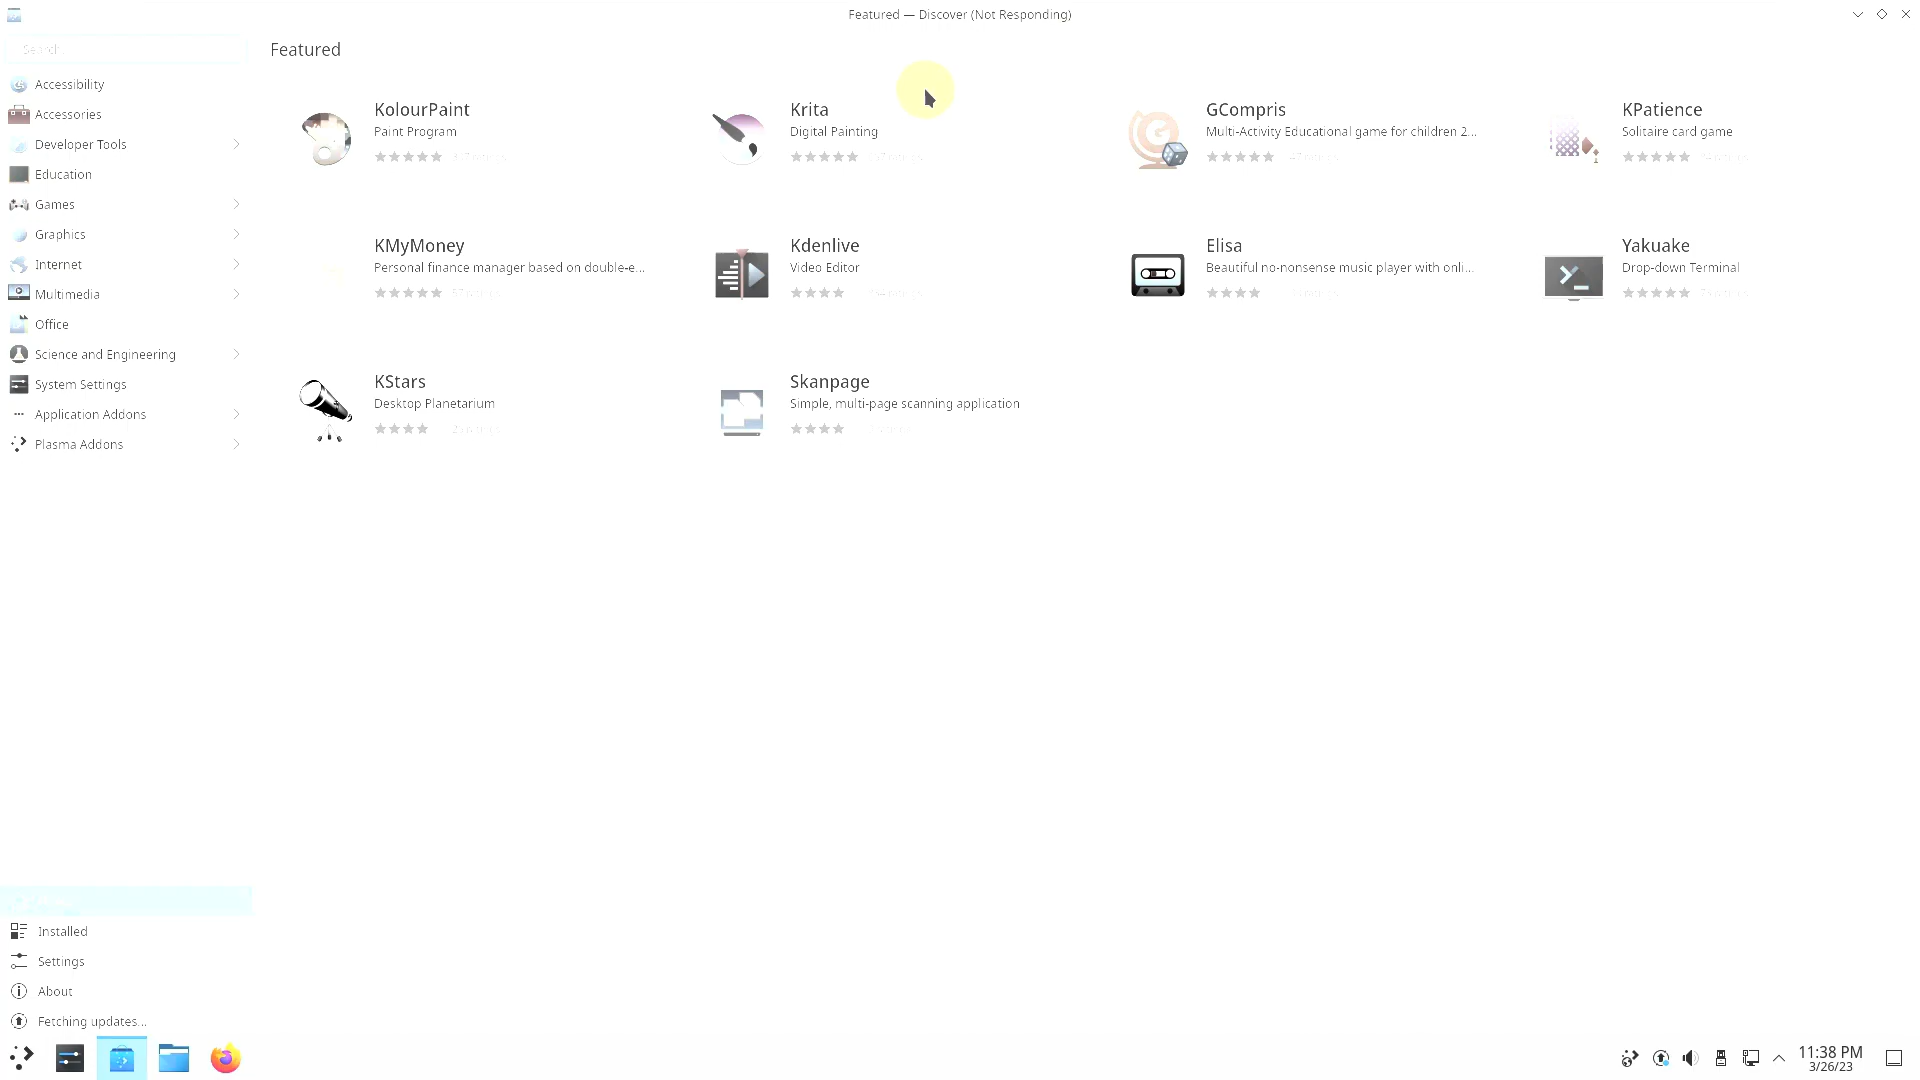 Featured — Discover (Not Responding)
Search...
Featured
Accessibility
Accessories
Developer Tools
Education
Games
Graphics
Internet
Multimedia
Office
Science and Engineering
System Settings
Application Addons
Plasma Addons
KolourPaint
Paint Program
Krita
Digital Painting
GCompris
Multi-Activity Educational game for children 2...
KPatience
Solitaire card game
KMyMoney
Personal finance manager based on double-e...
Kdenlive
Video Editor
Elisa
Beautiful no-nonsense music player with onli...
Yakuake
Drop-down Terminal
KStars
Desktop Planetarium
Skanpage
Simple, multi-page scanning application
Installed
Settings
About
Fetching updates...
11:38 PM
3/26/23